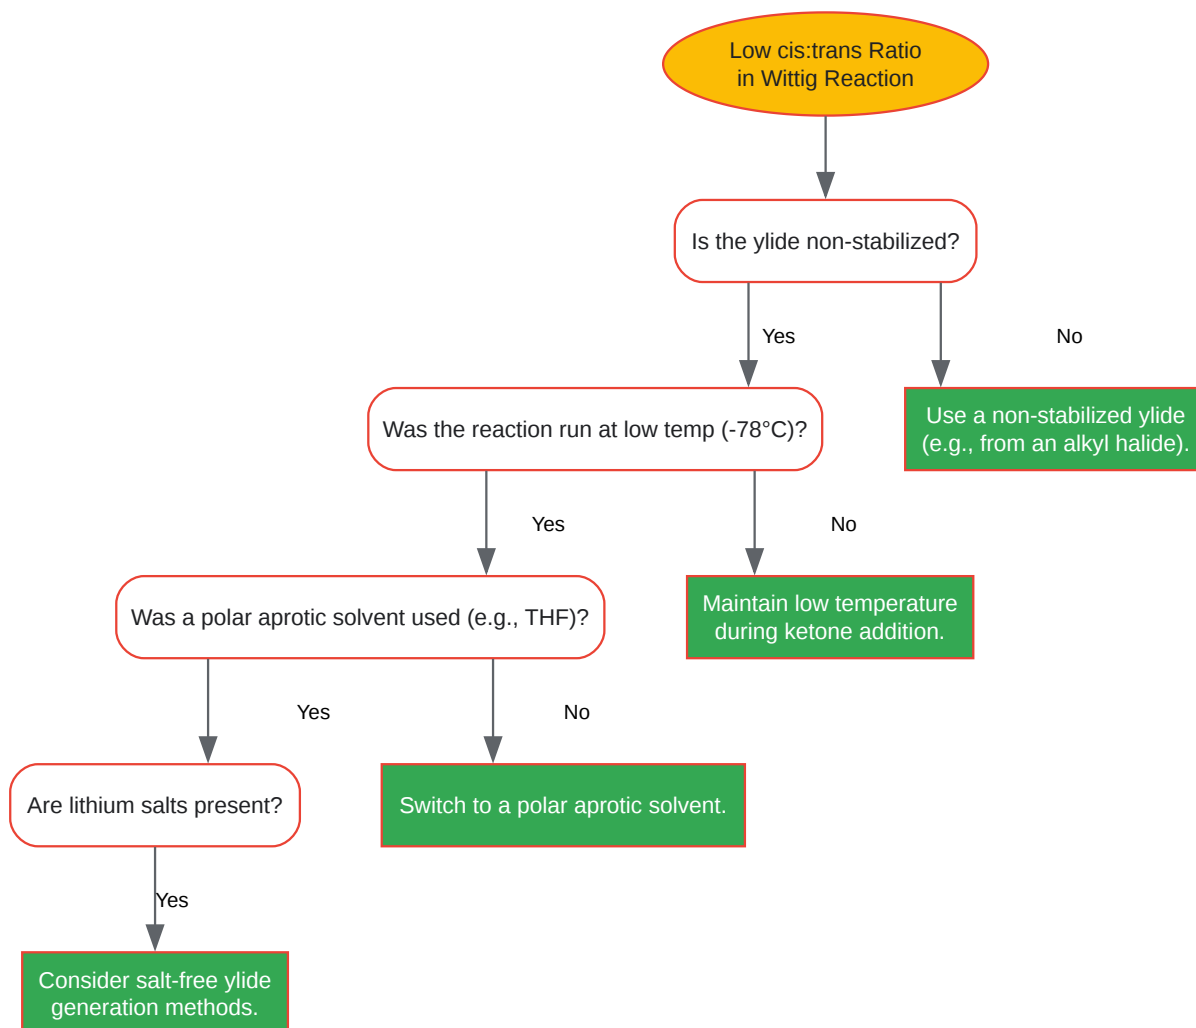 Low cis:trans Ratio
in Wittig Reaction
Is the ylide non-stabilized?
Yes
No
Was the reaction run at low temp (-78°C)?
Use a non-stabilized ylide
(e.g., from an alkyl halide).
Yes
No
Was a polar aprotic solvent used (e.g., THF)?
Maintain low temperature
during ketone addition.
Yes
No
Are lithium salts present?
Switch to a polar aprotic solvent.
Yes
Consider salt-free ylide
generation methods.